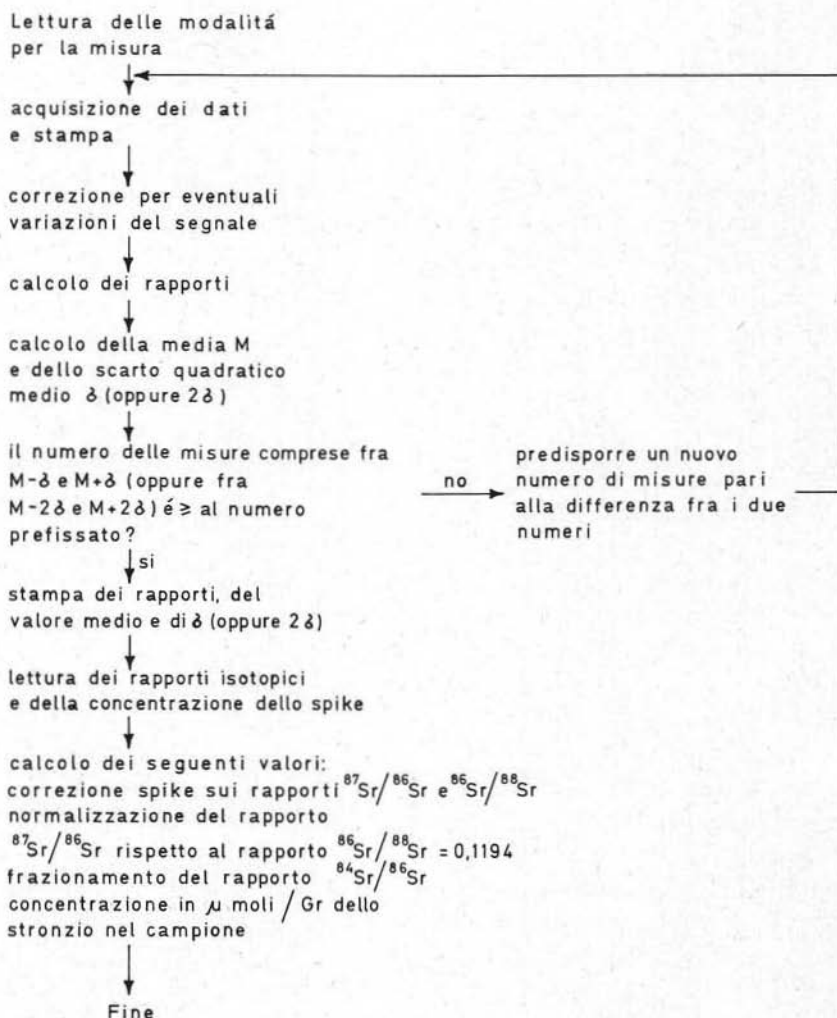 Lettura delle modalitá
per la misura
acquisizione dei dati
e stampa
correzione per eventuali
variazioni del segnale
calcolo dei rapporti
calcolo della media M
e dello scarto quadratico
medio δ (oppure 2δ)
il numero delle misure comprese fra
M-δ e M+δ (oppure fra
M-2δ e M+2δ) é ≥ al numero
prefissato?
no
predisporre un nuovo
numero di misure pari
alla differenza fra i due
numeri
si
stampa dei rapporti, del
valore medio e di δ (oppure 2δ)
lettura dei rapporti isotopici
e della concentrazione dello spike
calcolo dei seguenti valori:
correzione spike sui rapporti ⁸⁷Sr/⁸⁶Sr e ⁸⁶Sr/⁸⁸Sr
normalizzazione del rapporto
⁸⁷Sr/⁸⁶Sr rispetto al rapporto ⁸⁶Sr/⁸⁸Sr = 0,1194
frazionamento del rapporto ⁸⁴Sr/⁸⁶Sr
concentrazione in μ moli / Gr dello
stronzio nel campione
Fine